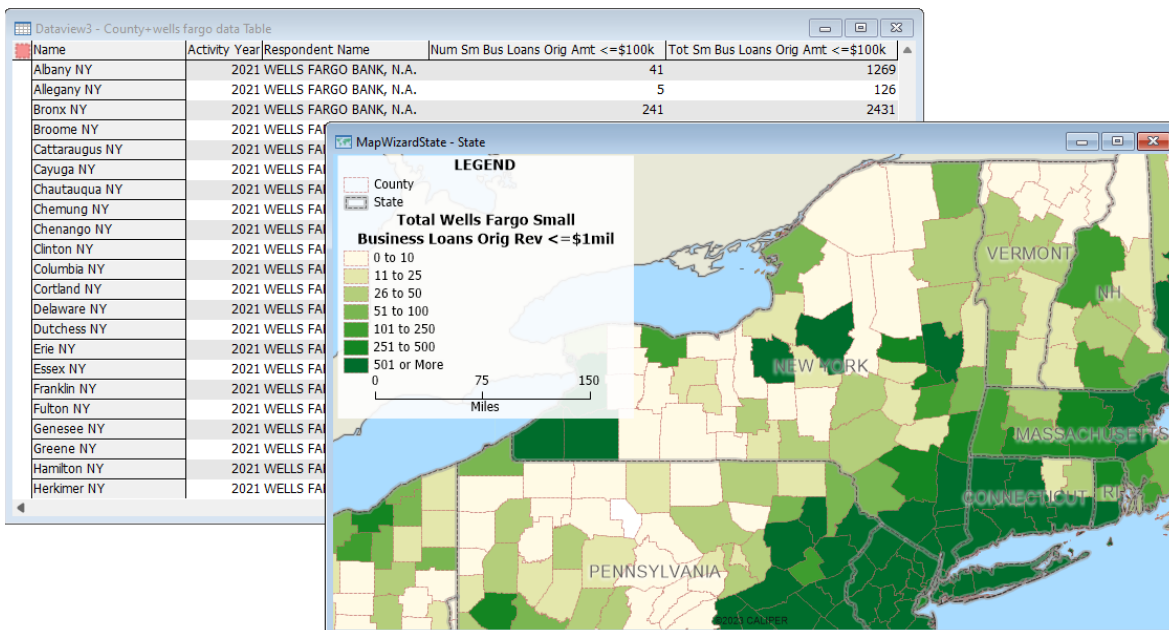 Dataview3 - County+wells fargo data Table
Name Activity Year Respondent Name Num Sm Bus Loans Orig Amt <=$100k Tot Sm Bus Loans Orig Amt <=$100k
Albany NY 2021 WELLS FARGO BANK, N.A. 41 1269
Allegany NY 2021 WELLS FARGO BANK, N.A. 5 126
Bronx NY 2021 WELLS FARGO BANK, N.A. 241 2431
Broome NY 2021 WELLS FA
Cattaraugus NY 2021 WELLS FA
Cayuga NY 2021 WELLS FA
Chautauqua NY 2021 WELLS FA
Chemung NY 2021 WELLS FA
Chenango NY 2021 WELLS FA
Clinton NY 2021 WELLS FA
Columbia NY 2021 WELLS FA
Cortland NY 2021 WELLS FA
Delaware NY 2021 WELLS FA
Dutchess NY 2021 WELLS FA
Erie NY 2021 WELLS FA
Essex NY 2021 WELLS FA
Franklin NY 2021 WELLS FA
Fulton NY 2021 WELLS FA
Genesee NY 2021 WELLS FA
Greene NY 2021 WELLS FA
Hamilton NY 2021 WELLS FA
Herkimer NY 2021 WELLS FA
MapWizardState - State
LEGEND
County
State
Total Wells Fargo Small
Business Loans Orig Rev <=$1mil
0 to 10
11 to 25
26 to 50
51 to 100
101 to 250
251 to 500
501 or More
0 75 150
Miles
VERMONT
NH
NEW YORK
MASSACHUSETTS
CONNECTICUT
RI
PENNSYLVANIA
©2023 CALIPER